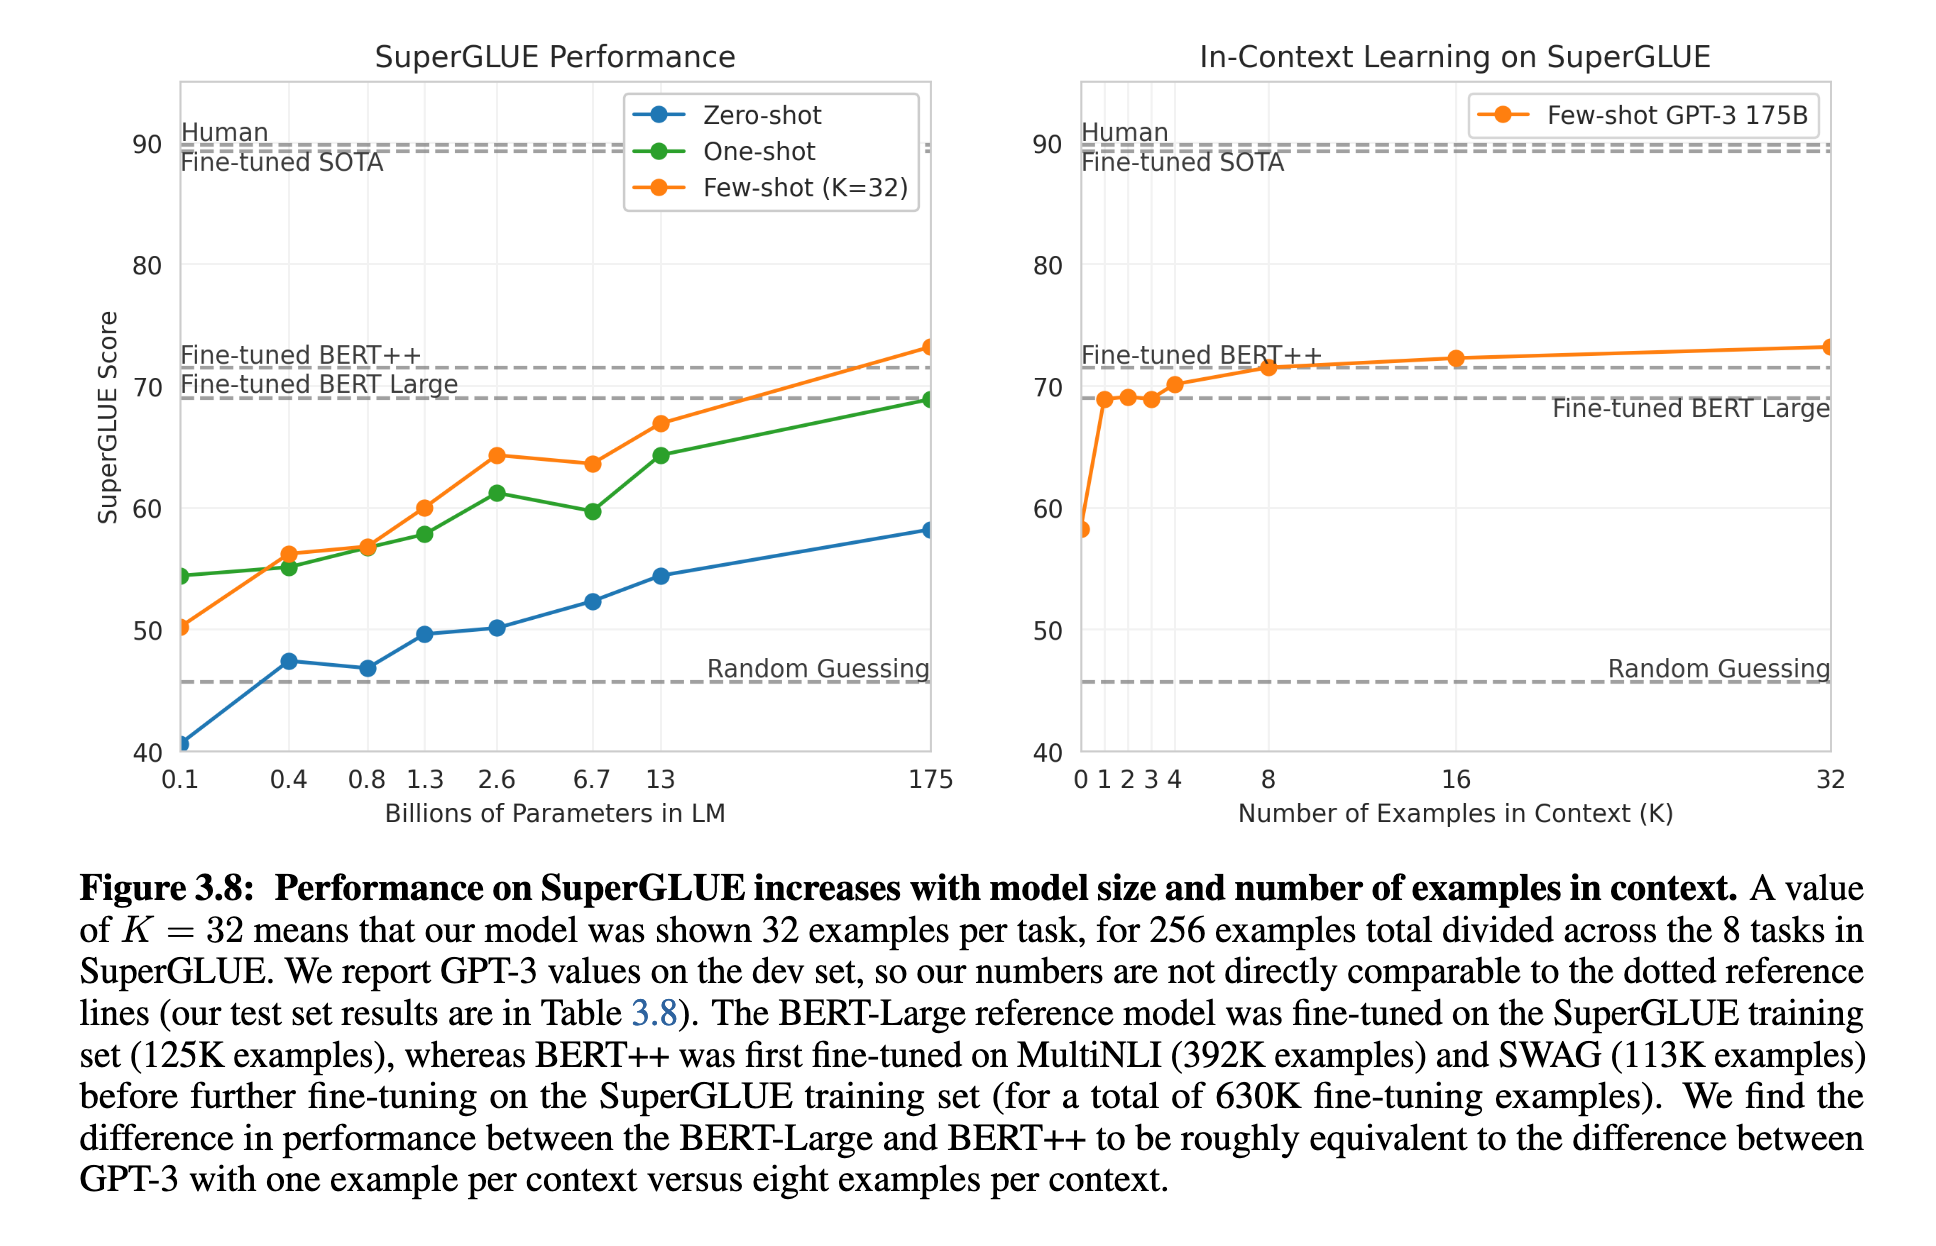 SuperGLUE Performance
90
80
70
60
50
40
SuperGLUE Score
Human
Fine-tuned SOTA
Fine-tuned BERT++
Fine-tuned BERT Large
Random Guessing
Zero-shot
One-shot
Few-shot (K=32)
0.1 0.4 0.8 1.3 2.6 6.7 13 175
Billions of Parameters in LM
In-Context Learning on SuperGLUE
90
80
70
60
50
40
Human
Fine-tuned SOTA
Fine-tuned BERT++
Fine-tuned BERT Large
Random Guessing
Few-shot GPT-3 175B
0 1 2 3 4 8 16 32
Number of Examples in Context (K)
Figure 3.8: Performance on SuperGLUE increases with model size and number of examples in context. A value
of K = 32 means that our model was shown 32 examples per task, for 256 examples total divided across the 8 tasks in
SuperGLUE. We report GPT-3 values on the dev set, so our numbers are not directly comparable to the dotted reference
lines (our test set results are in Table 3.8). The BERT-Large reference model was fine-tuned on the SuperGLUE training
set (125K examples), whereas BERT++ was first fine-tuned on MultiNLI (392K examples) and SWAG (113K examples)
before further fine-tuning on the SuperGLUE training set (for a total of 630K fine-tuning examples). We find the
difference in performance between the BERT-Large and BERT++ to be roughly equivalent to the difference between
GPT-3 with one example per context versus eight examples per context.